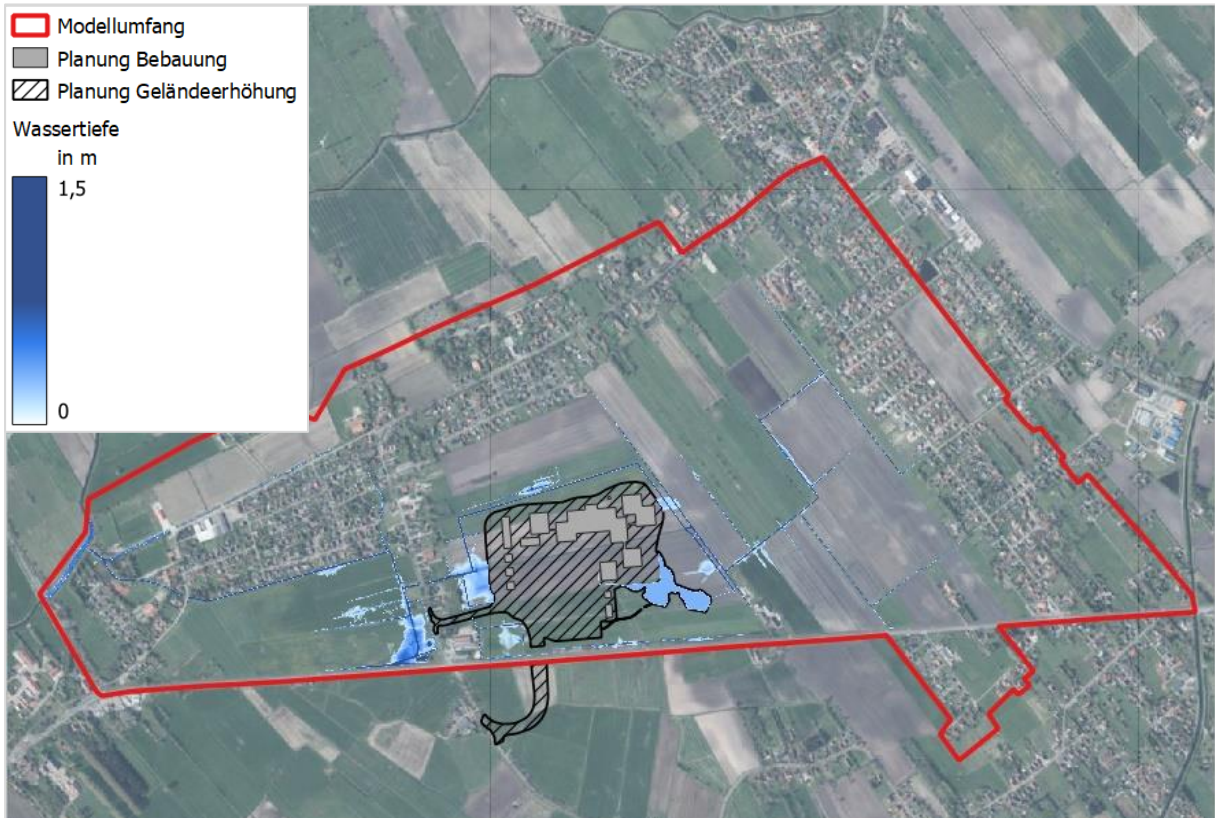 Modellumfang
Planung Bebauung
Planung Geländeerhöhung
Wassertiefe
in m
1,5
0